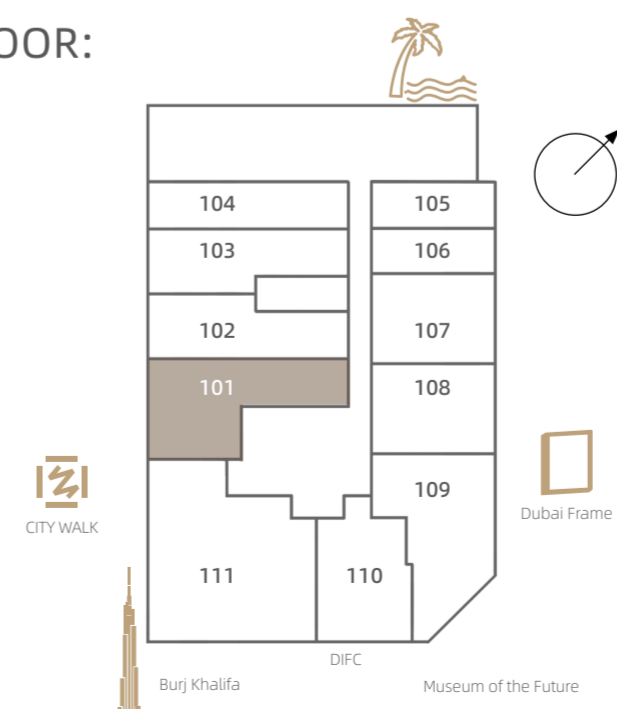 OOR:
104
105
103
106
102
107
101
108
109
CITY WALK
Dubai Frame
111
110
DIFC
Burj Khalifa
Museum of the Future